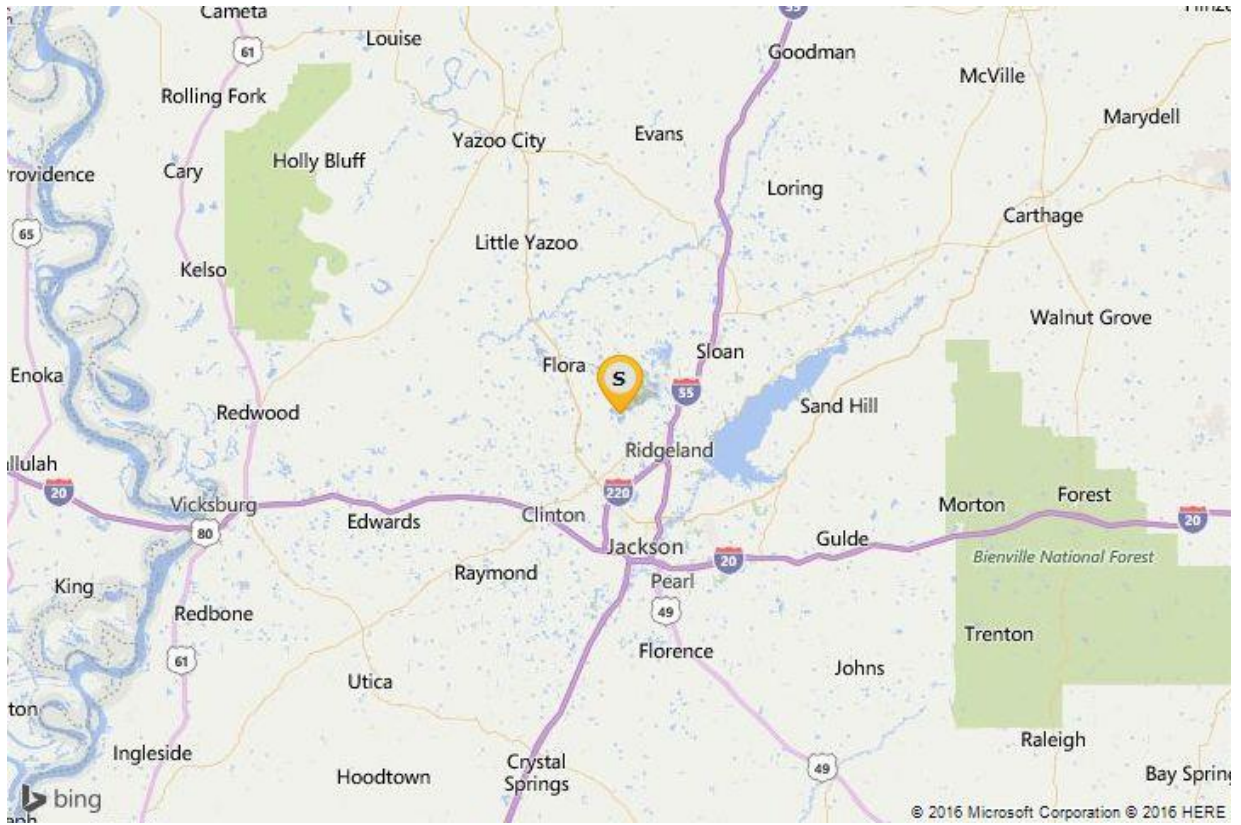 Cameta
Louise
61
55
Goodman
McVille
Rolling Fork
Marydell
Yazoo City
Evans
Holly Bluff
Cary
rovidence
Loring
65
Carthage
Little Yazoo
Kelso
Walnut Grove
Flora
Sloan
Enoka
S
55
Sand Hill
Redwood
Ridgeland
allulah
20
220
Vicksburg
Morton
Forest
80
Edwards
Clinton
Gulde
20
Jackson
20
Bienville National Forest
King
Raymond
Pearl
49
Redbone
Trenton
Florence
61
Johns
Utica
ton
Ingleside
Raleigh
Crystal
Springs
49
Hoodtown
Bay Spring
bing
© 2016 Microsoft Corporation © 2016 HERE